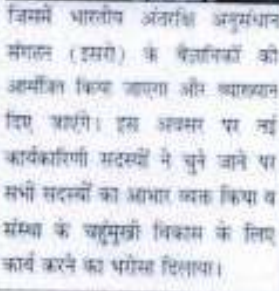 जिसमें भारतीय अंतरिक्ष अनुसंधान
संगठन (इसरो) के वैज्ञानिकों को
आमंत्रित किया जाएगा और व्याख्यान
दिए जाएंगे। इस अवसर पर नई
कार्यकारिणी सदस्यों ने चुने जाने पर
सभी सदस्यों का आभार व्यक्त किया व
संस्था के चहुंमुखी विकास के लिए
कार्य करने का भरोसा दिलाया।